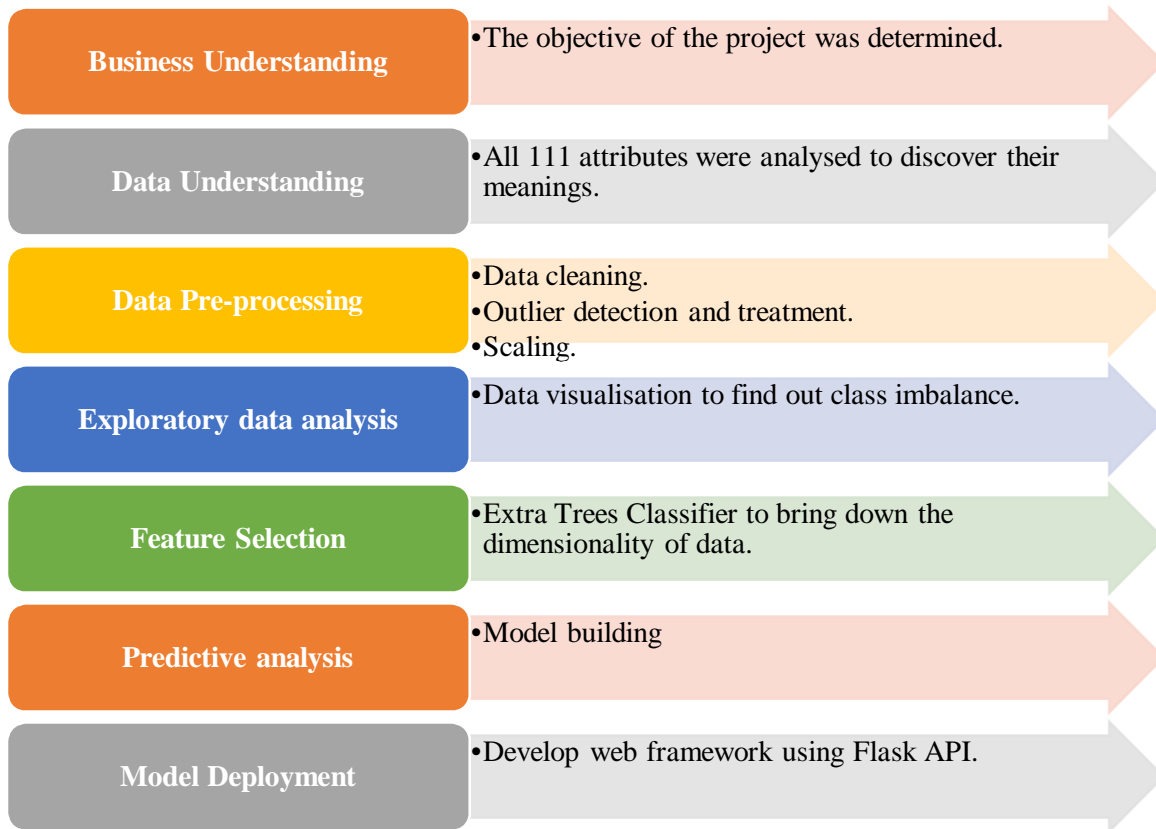 Business Understanding
•The objective of the project was determined.
Data Understanding
•All 111 attributes were analysed to discover their
meanings.
Data Pre-processing
•Data cleaning.
•Outlier detection and treatment.
•Scaling.
Exploratory data analysis
•Data visualisation to find out class imbalance.
Feature Selection
•Extra Trees Classifier to bring down the
dimensionality of data.
Predictive analysis
•Model building
Model Deployment
•Develop web framework using Flask API.